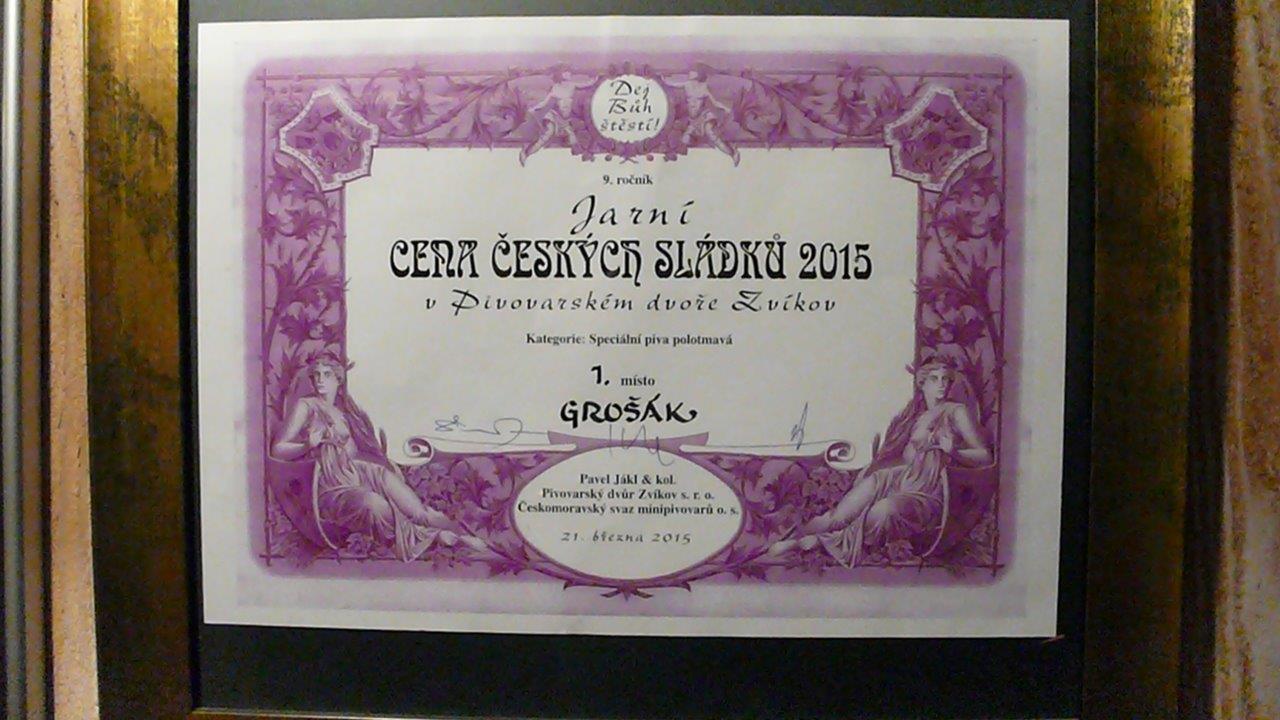 Dej
Bůh
štěstí!
9. ročník
Jarní
CENA ČESKÝCH SLÁDKŮ 2015
v Pivovarském dvoře Zvíkov
Kategorie: Speciální piva polotmavá
1. místo
GROŠÁK
Pavel Jákl & kol.
Pivovarský dvůr Zvíkov s. r. o.
Českomoravský svaz minipivovarů o. s.
21. března 2015